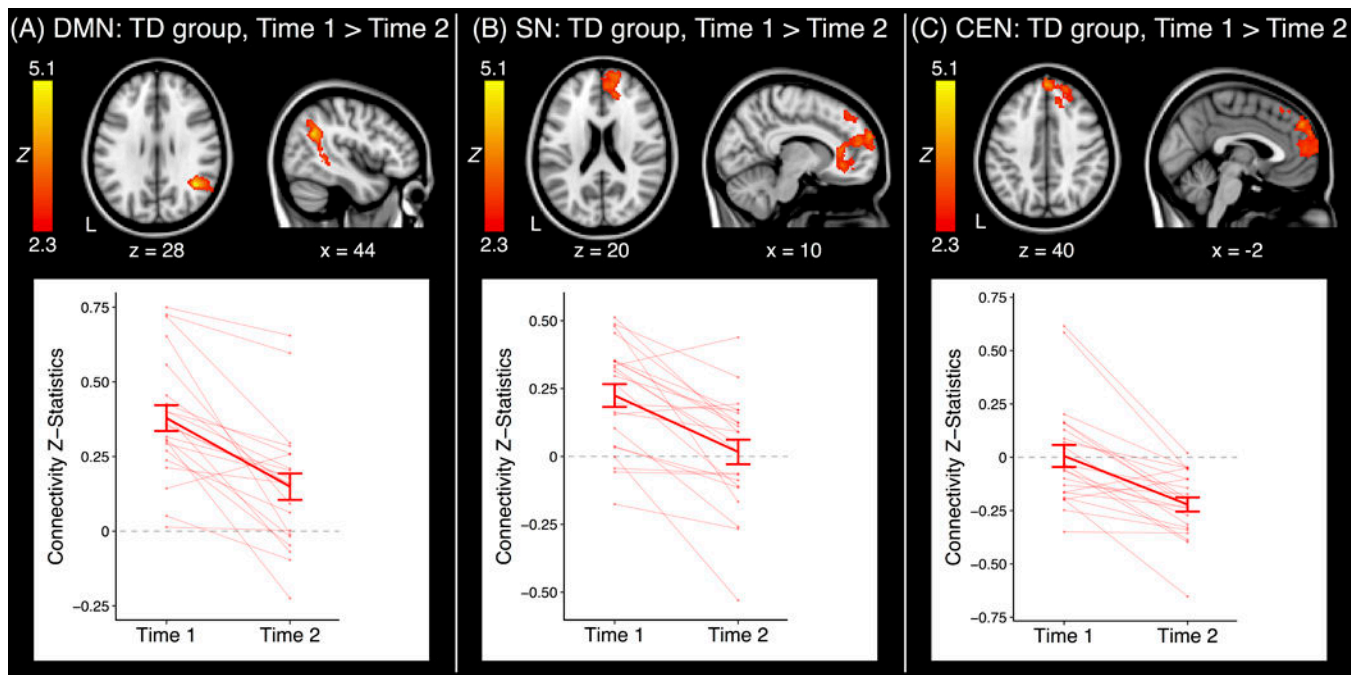 (A) DMN: TD group, Time 1 > Time 2
5.1
Z
2.3
L
z = 28
x = 44
Connectivity Z−Statistics
0.75
0.50
0.25
0
−0.25
Time 1
Time 2
(B) SN: TD group, Time 1 > Time 2
5.1
Z
2.3
L
z = 20
x = 10
Connectivity Z−Statistics
0.50
0.25
0
−0.25
−0.50
Time 1
Time 2
(C) CEN: TD group, Time 1 > Time 2
5.1
Z
2.3
L
z = 40
x = -2
Connectivity Z−Statistics
0.75
0.50
0.25
0
−0.25
−0.50
−0.75
Time 1
Time 2